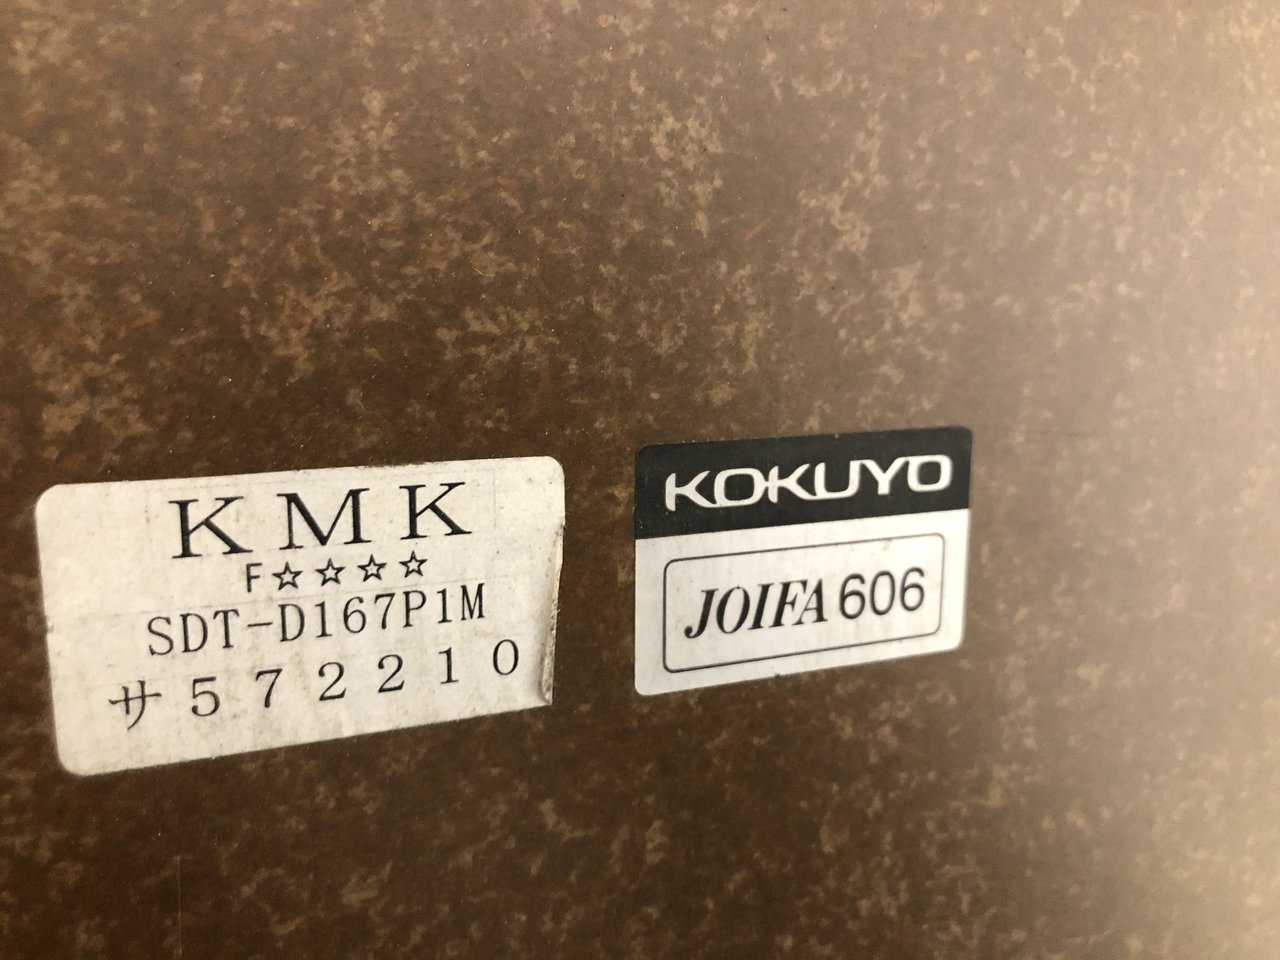 KMK
F☆☆☆☆
SDT-D167P1M
サ572210
KOKUYO
JOIFA 606